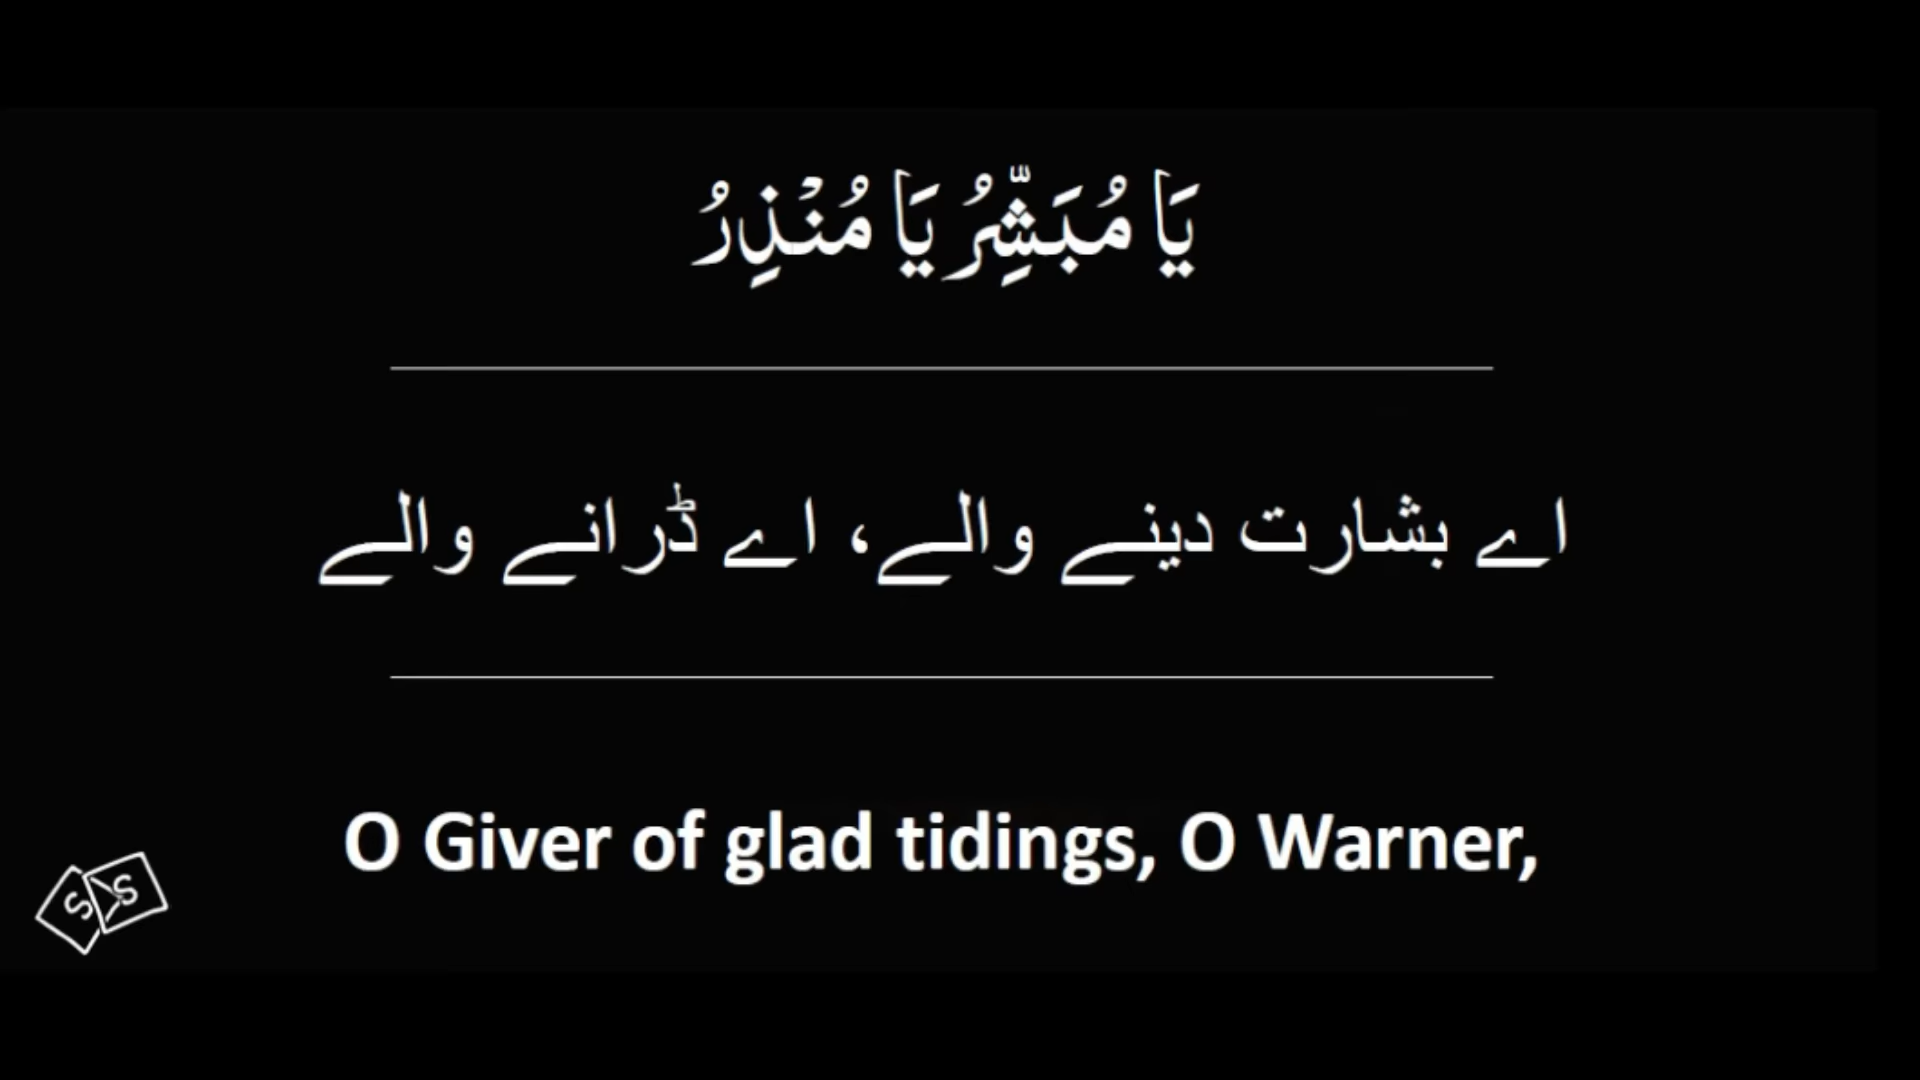 يَا مُبَشِّرُ يَا مُنْذِرُ
اے بشارت دینے والے، اے ڈرانے والے
O Giver of glad tidings, O Warner,
S S